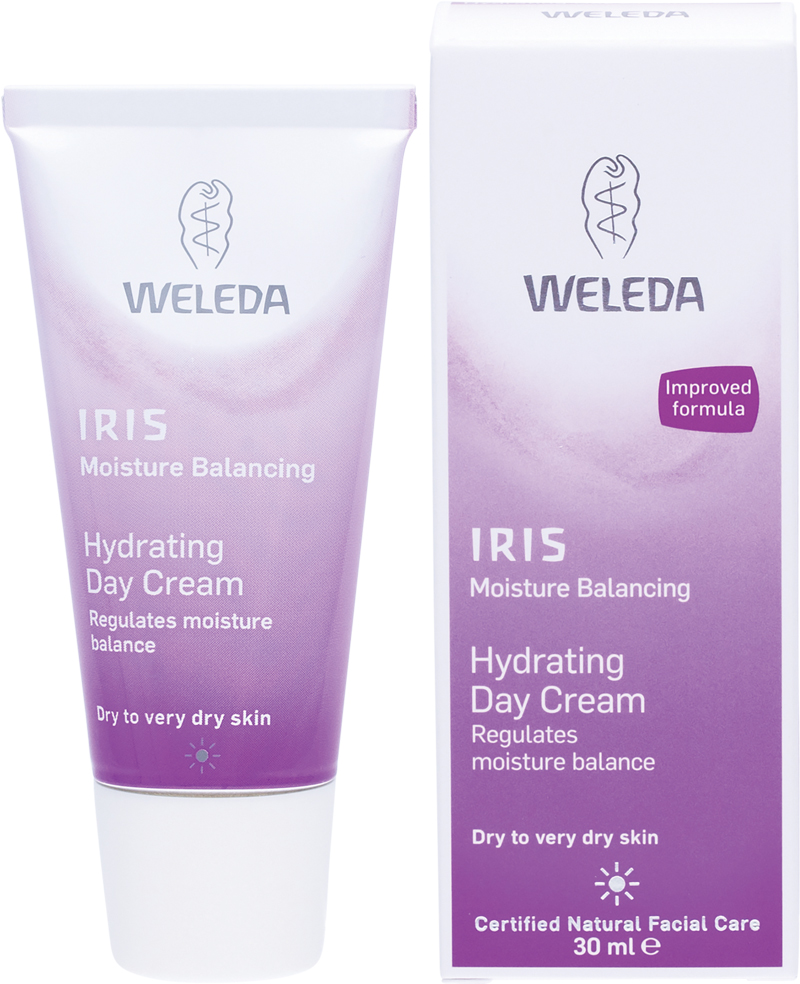 WELEDA
IRIS
Moisture Balancing
Hydrating
Day Cream
Regulates moisture
balance
Dry to very dry skin
WELEDA
WELEDA
Improved
formula
IRIS
Moisture Balancing
Hydrating
Day Cream
Regulates
moisture balance
Dry to very dry skin
Certified Natural Facial Care
30 ml ℮